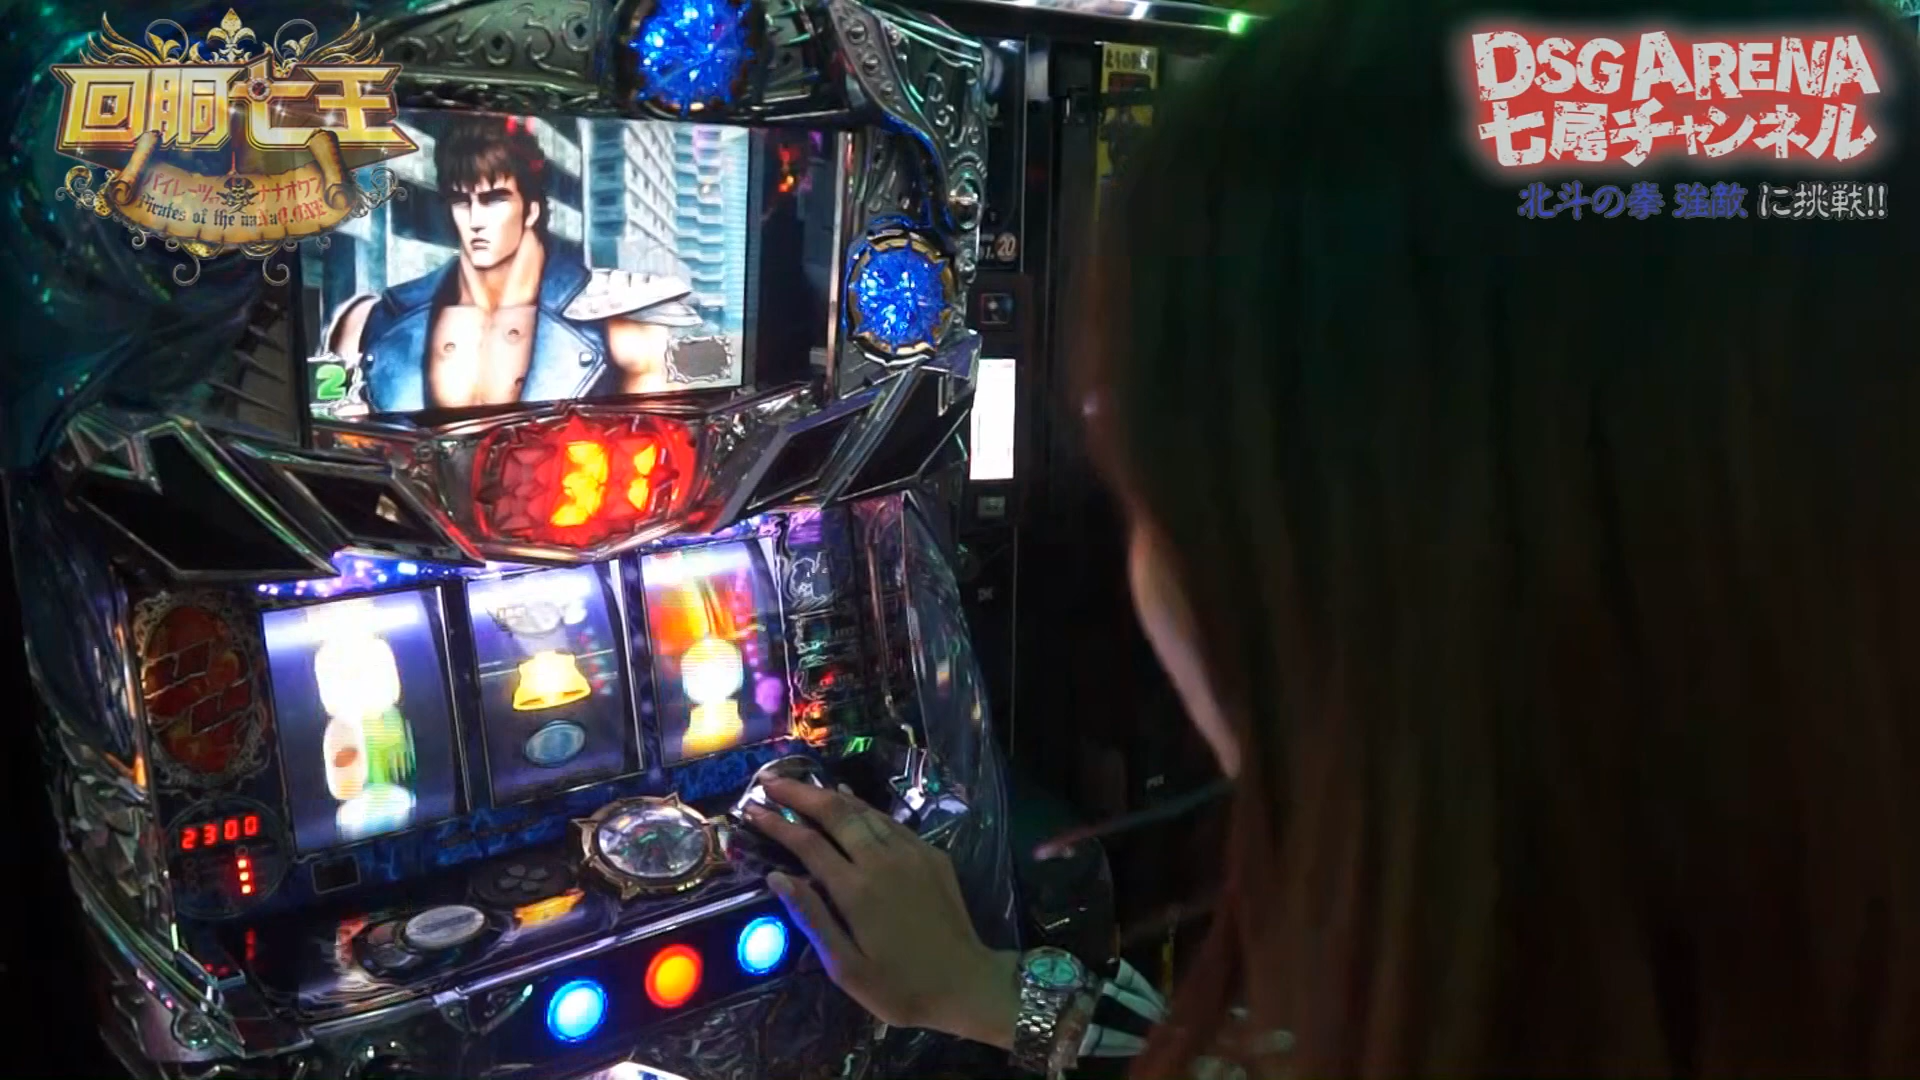 回胴七王
パイレーツ オブ ナナオワン
Pirates of the naNaO.ONE
DSG ARENA
七尾チャンネル
北斗の拳 強敵 に挑戦!!
20
2
2300